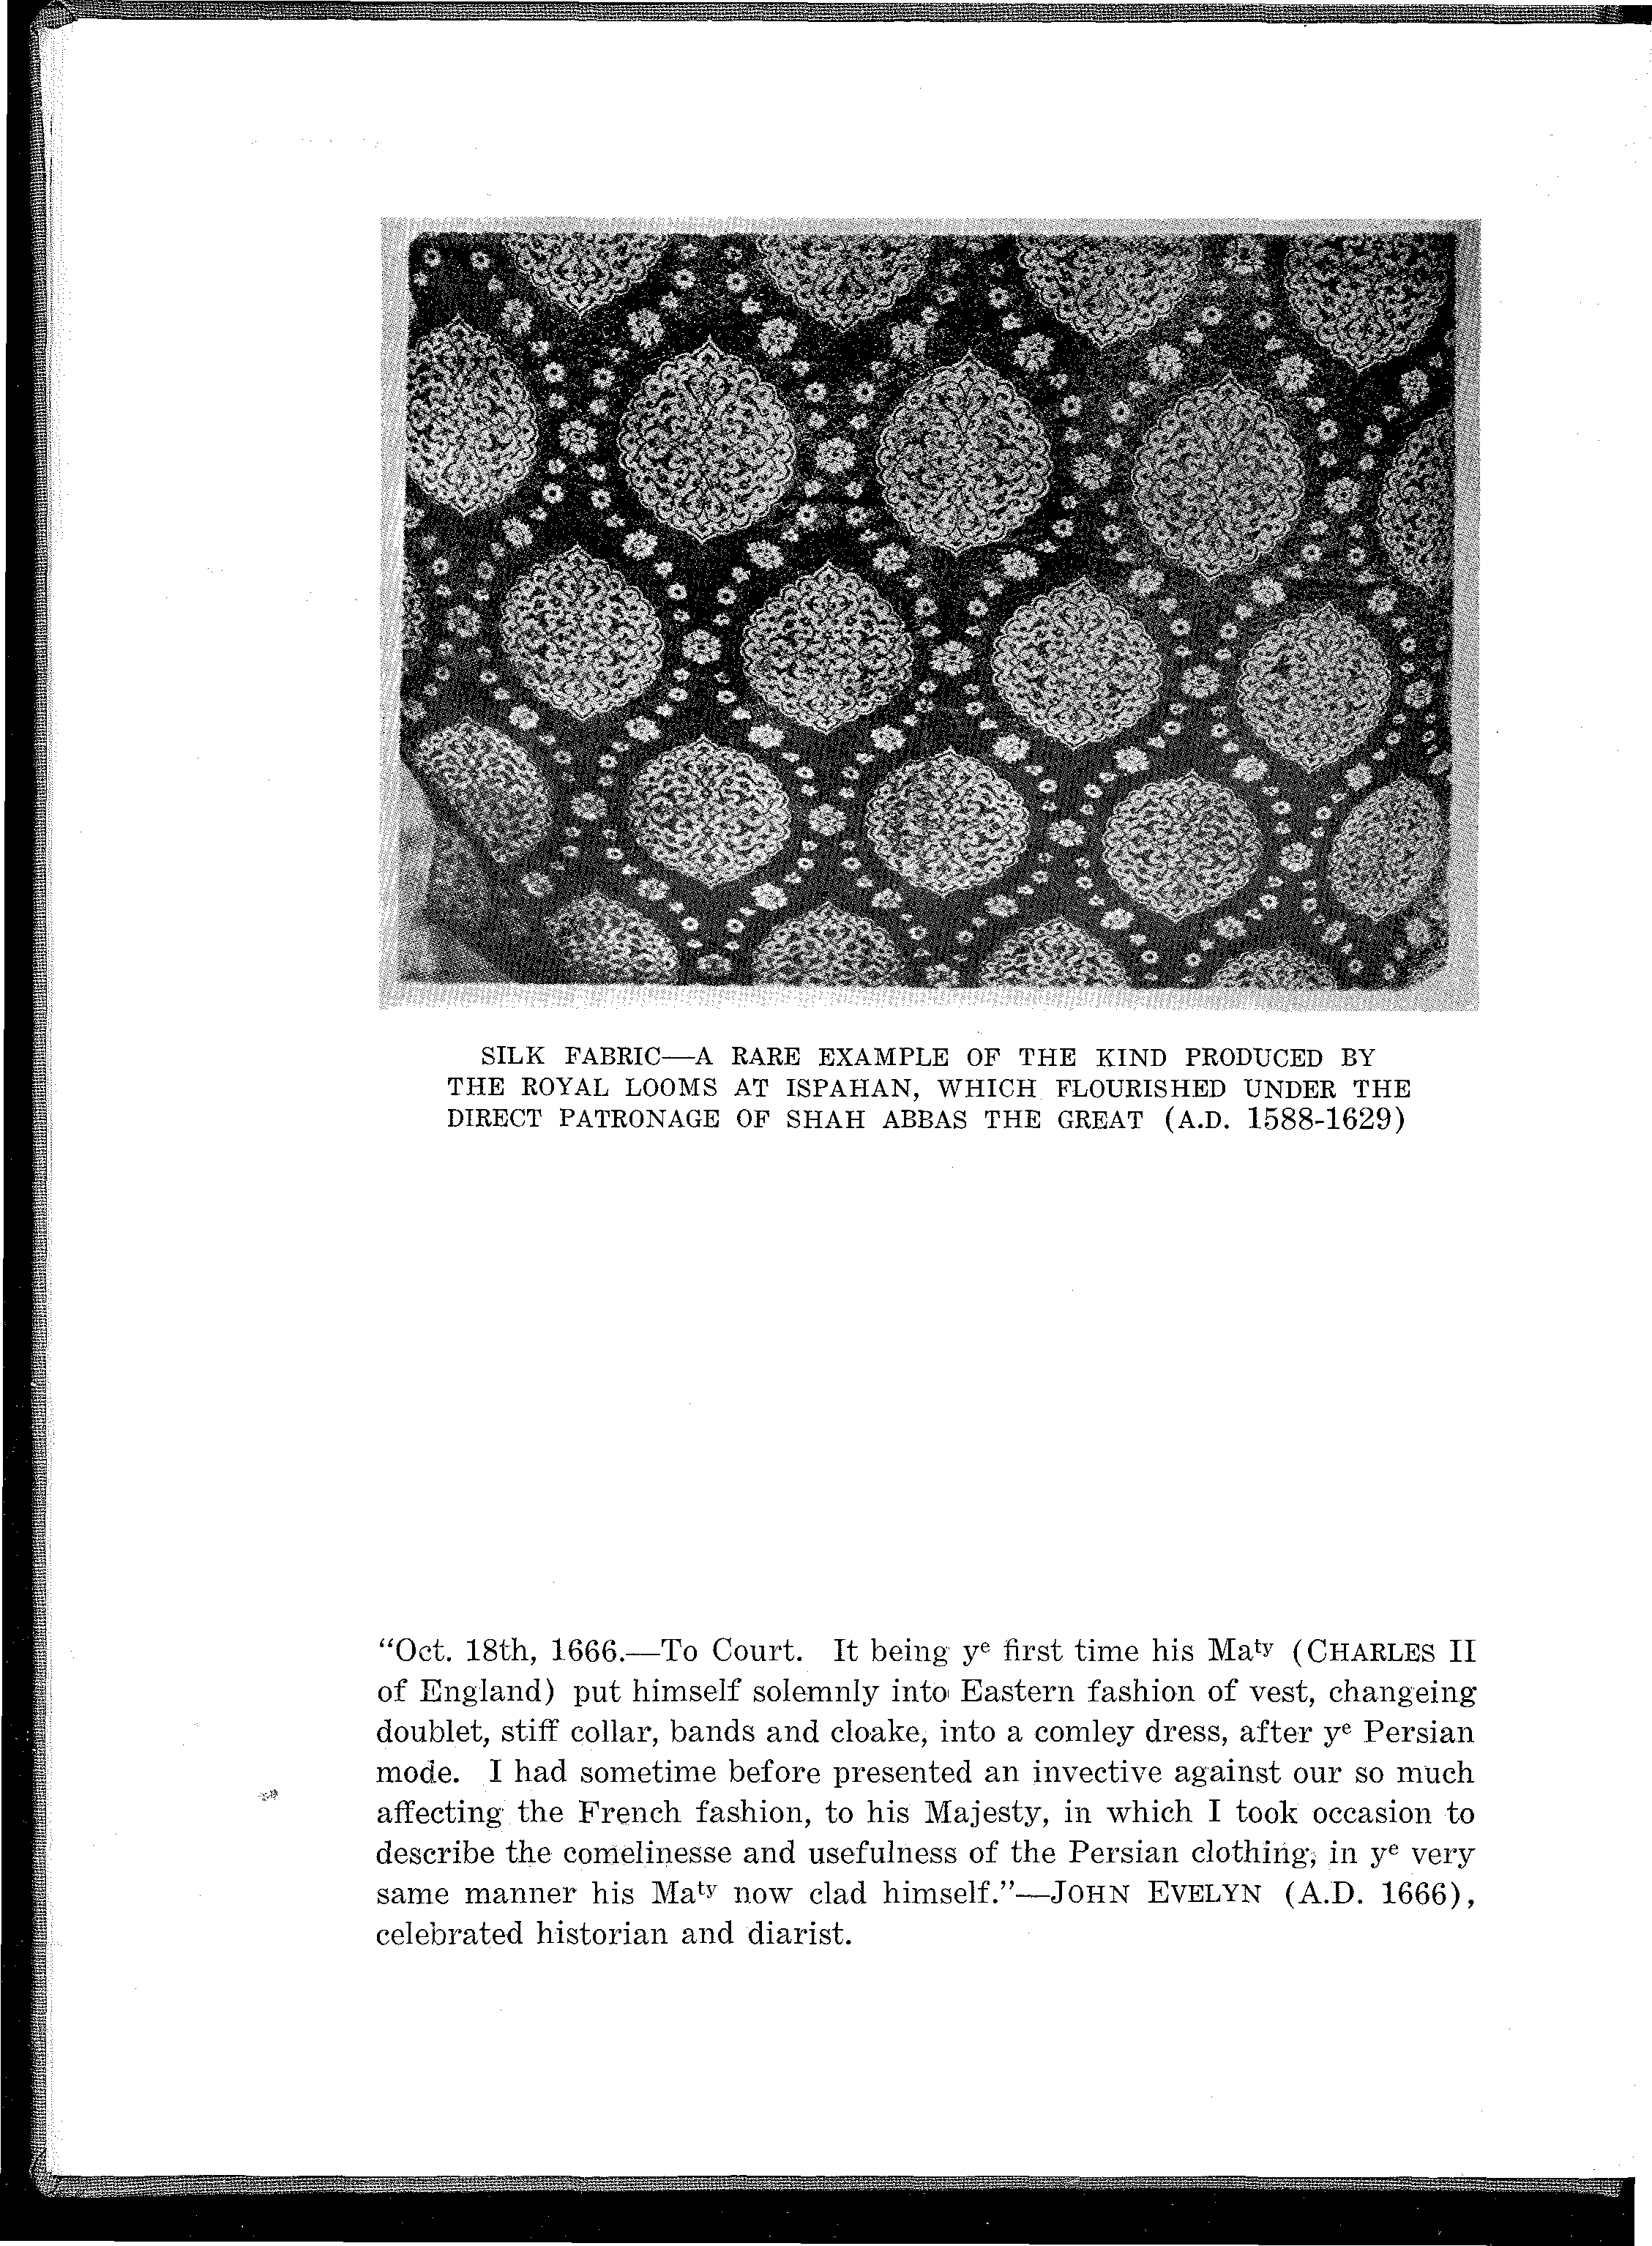 SILK FABRIC—A RARE EXAMPLE OF THE KIND PRODUCED BY
THE ROYAL LOOMS AT ISPAHAN, WHICH FLOURISHED UNDER THE
DIRECT PATRONAGE OF SHAH ABBAS THE GREAT (A.D. 1588-1629)
“Oct. 18th, 1666.—To Court. It being yᵉ first time his Maᵗʸ (CHARLES II
of England) put himself solemnly into Eastern fashion of vest, changeing
doublet, stiff collar, bands and cloake, into a comley dress, after yᵉ Persian
mode. I had sometime before presented an invective against our so much
affecting the French fashion, to his Majesty, in which I took occasion to
describe the comelinesse and usefulness of the Persian clothing, in yᵉ very
same manner his Maᵗʸ now clad himself.”—JOHN EVELYN (A.D. 1666),
celebrated historian and diarist.